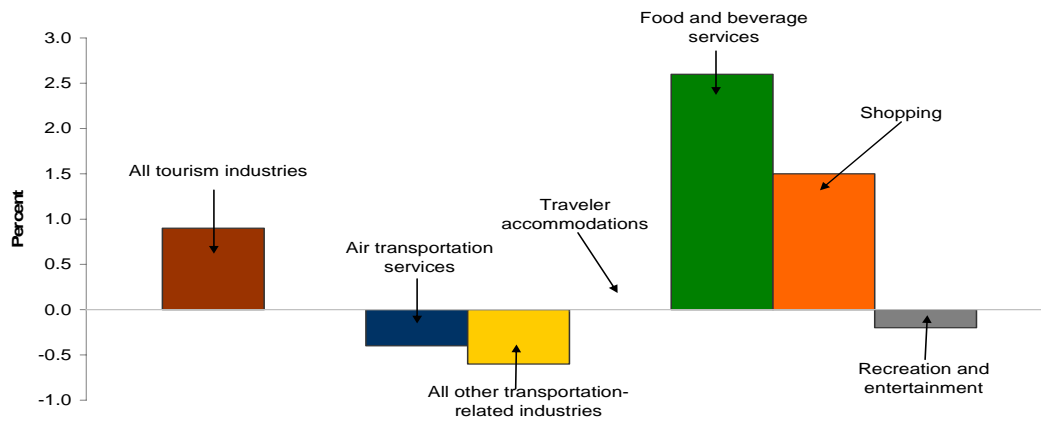 Food and beverage
services
3.0
2.5
2.0
1.5
1.0
0.5
0.0
-0.5
-1.0
Percent
All tourism industries
Air transportation
services
Traveler
accommodations
Shopping
All other transportation-
related industries
Recreation and
entertainment